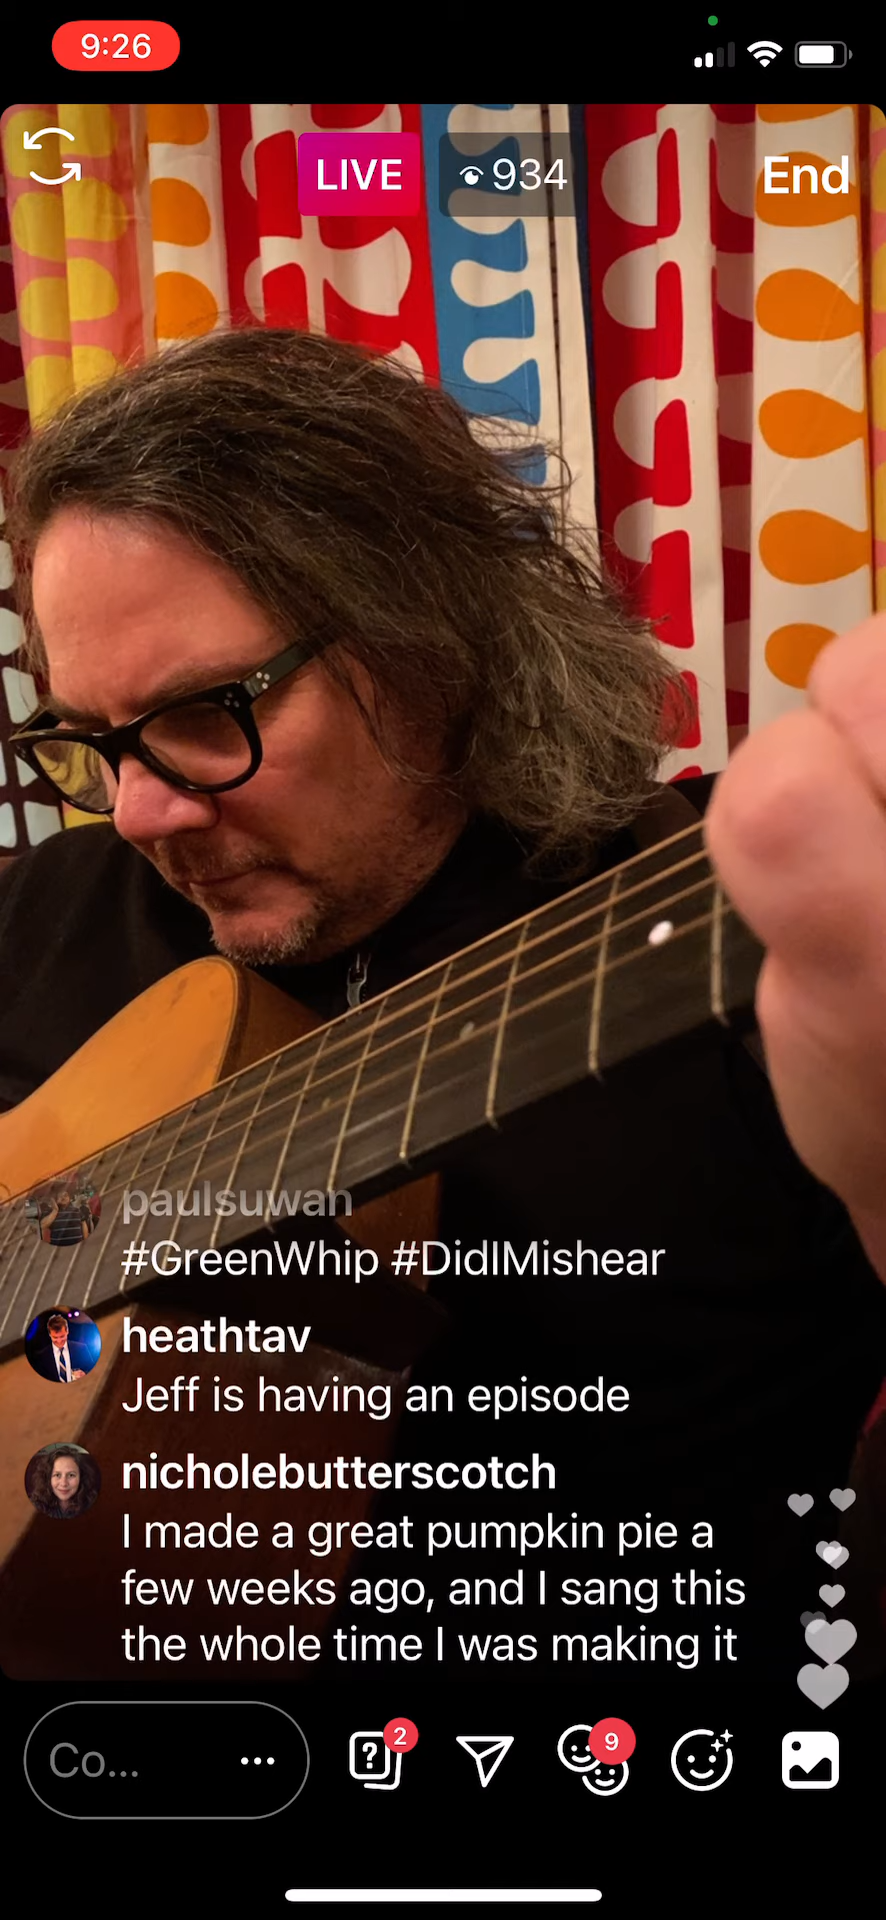 9:26
LIVE
934
End
paulsuwan
#GreenWhip #DidIMishear
heathtav
Jeff is having an episode
nicholebutterscotch
I made a great pumpkin pie a
few weeks ago, and I sang this
the whole time I was making it
Co...
2
9